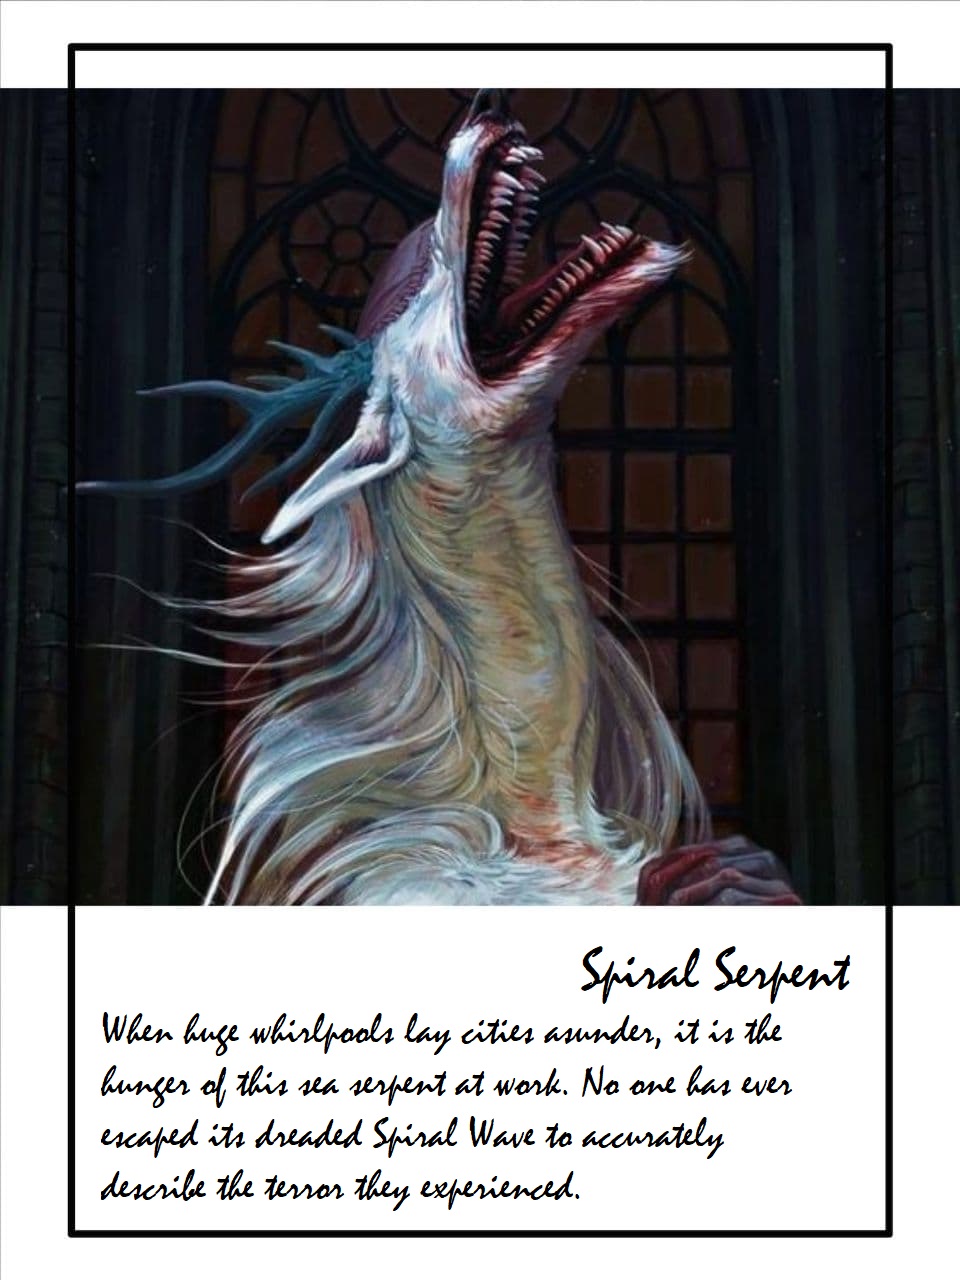 Spiral Serpent
When huge whirlpools lay cities asunder, it is the
hunger of this sea serpent at work. No one has ever
escaped its dreaded Spiral Wave to accurately
describe the terror they experienced.